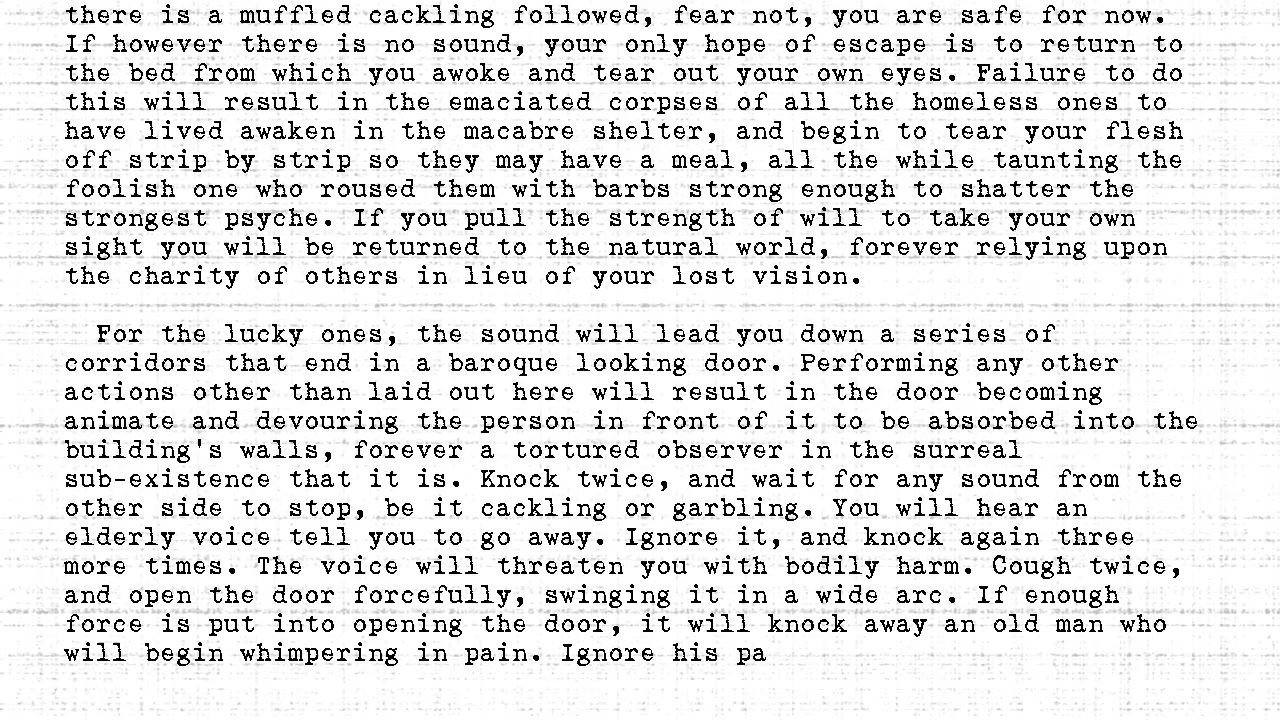 there is a muffled cackling followed, fear not, you are safe for now.
If however there is no sound, your only hope of escape is to return to
the bed from which you awoke and tear out your own eyes. Failure to do
this will result in the emaciated corpses of all the homeless ones to
have lived awaken in the macabre shelter, and begin to tear your flesh
off strip by strip so they may have a meal, all the while taunting the
foolish one who roused them with barbs strong enough to shatter the
strongest psyche. If you pull the strength of will to take your own
sight you will be returned to the natural world, forever relying upon
the charity of others in lieu of your lost vision.

For the lucky ones, the sound will lead you down a series of
corridors that end in a baroque looking door. Performing any other
actions other than laid out here will result in the door becoming
animate and devouring the person in front of it to be absorbed into the
building's walls, forever a tortured observer in the surreal
sub-existence that it is. Knock twice, and wait for any sound from the
other side to stop, be it cackling or garbling. You will hear an
elderly voice tell you to go away. Ignore it, and knock again three
more times. The voice will threaten you with bodily harm. Cough twice,
and open the door forcefully, swinging it in a wide arc. If enough
force is put into opening the door, it will knock away an old man who
will begin whimpering in pain. Ignore his pa